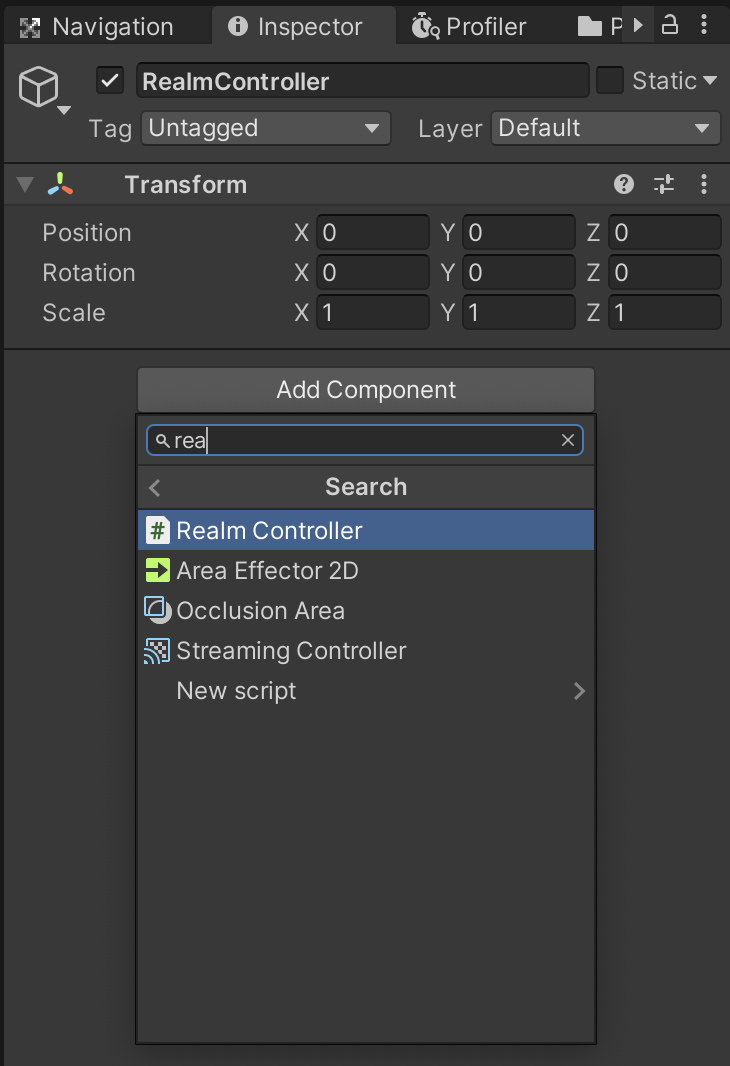 Navigation Inspector Profiler P
RealmController Static
Tag Untagged Layer Default
Transform
Position X 0 Y 0 Z 0
Rotation X 0 Y 0 Z 0
Scale X 1 Y 1 Z 1
Add Component
rea
Search
# Realm Controller
Area Effector 2D
Occlusion Area
Streaming Controller
New script